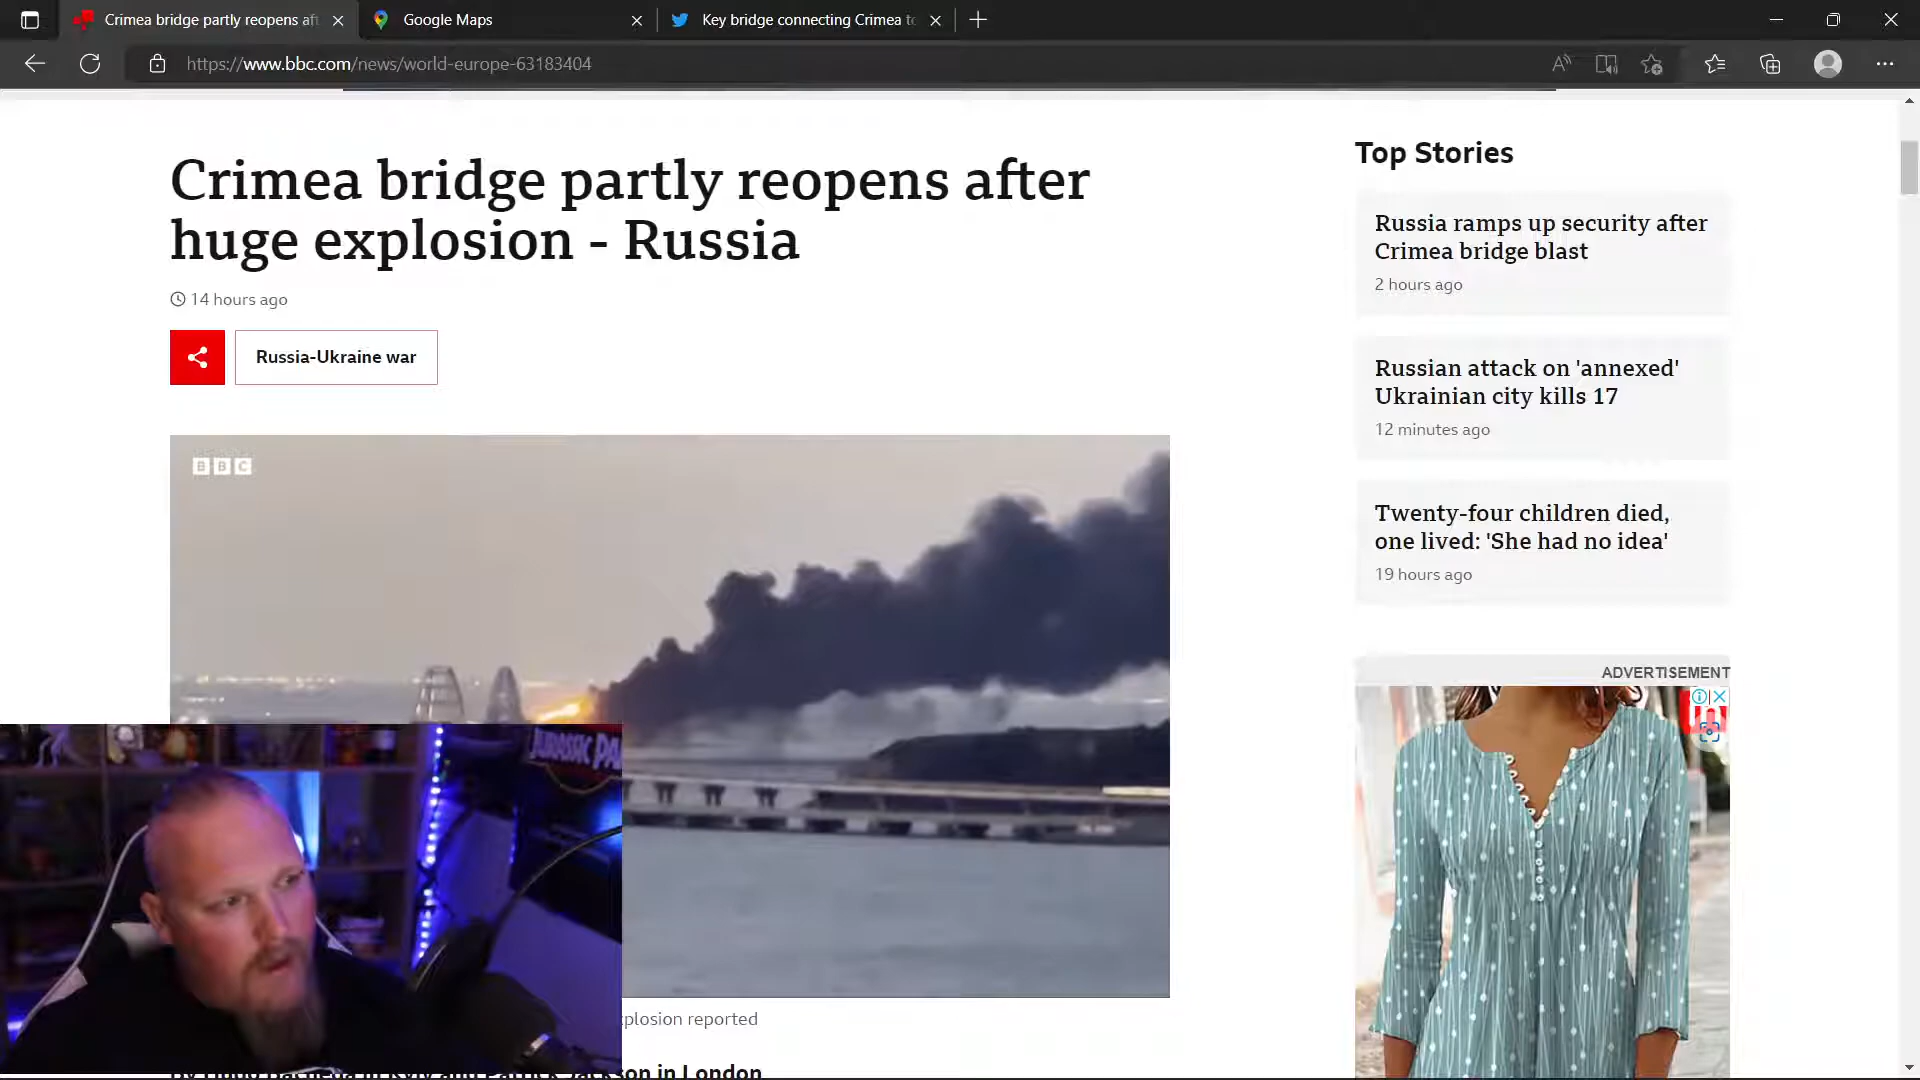 Crimea bridge partly reopens af
Google Maps
Key bridge connecting Crimea t
https://www.bbc.com/news/world-europe-63183404
Crimea bridge partly reopens after
huge explosion - Russia
14 hours ago
Russia-Ukraine war
BBC
JURASSIC PA
plosion reported
son in London
Top Stories
Russia ramps up security after
Crimea bridge blast
2 hours ago
Russian attack on 'annexed'
Ukrainian city kills 17
12 minutes ago
Twenty-four children died,
one lived: 'She had no idea'
19 hours ago
ADVERTISEMENT